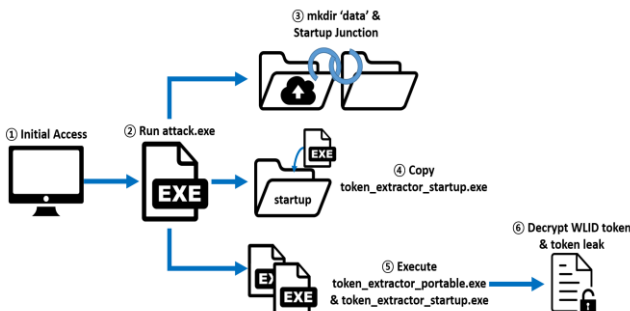 ③ mkdir ‘data’ &
Startup Junction
① Initial Access
② Run attack.exe
EXE
EXE
startup
④ Copy
token_extractor_startup.exe
⑥ Decrypt WLID token
& token leak
EX
EXE
⑤ Execute
token_extractor_portable.exe
& token_extractor_startup.exe